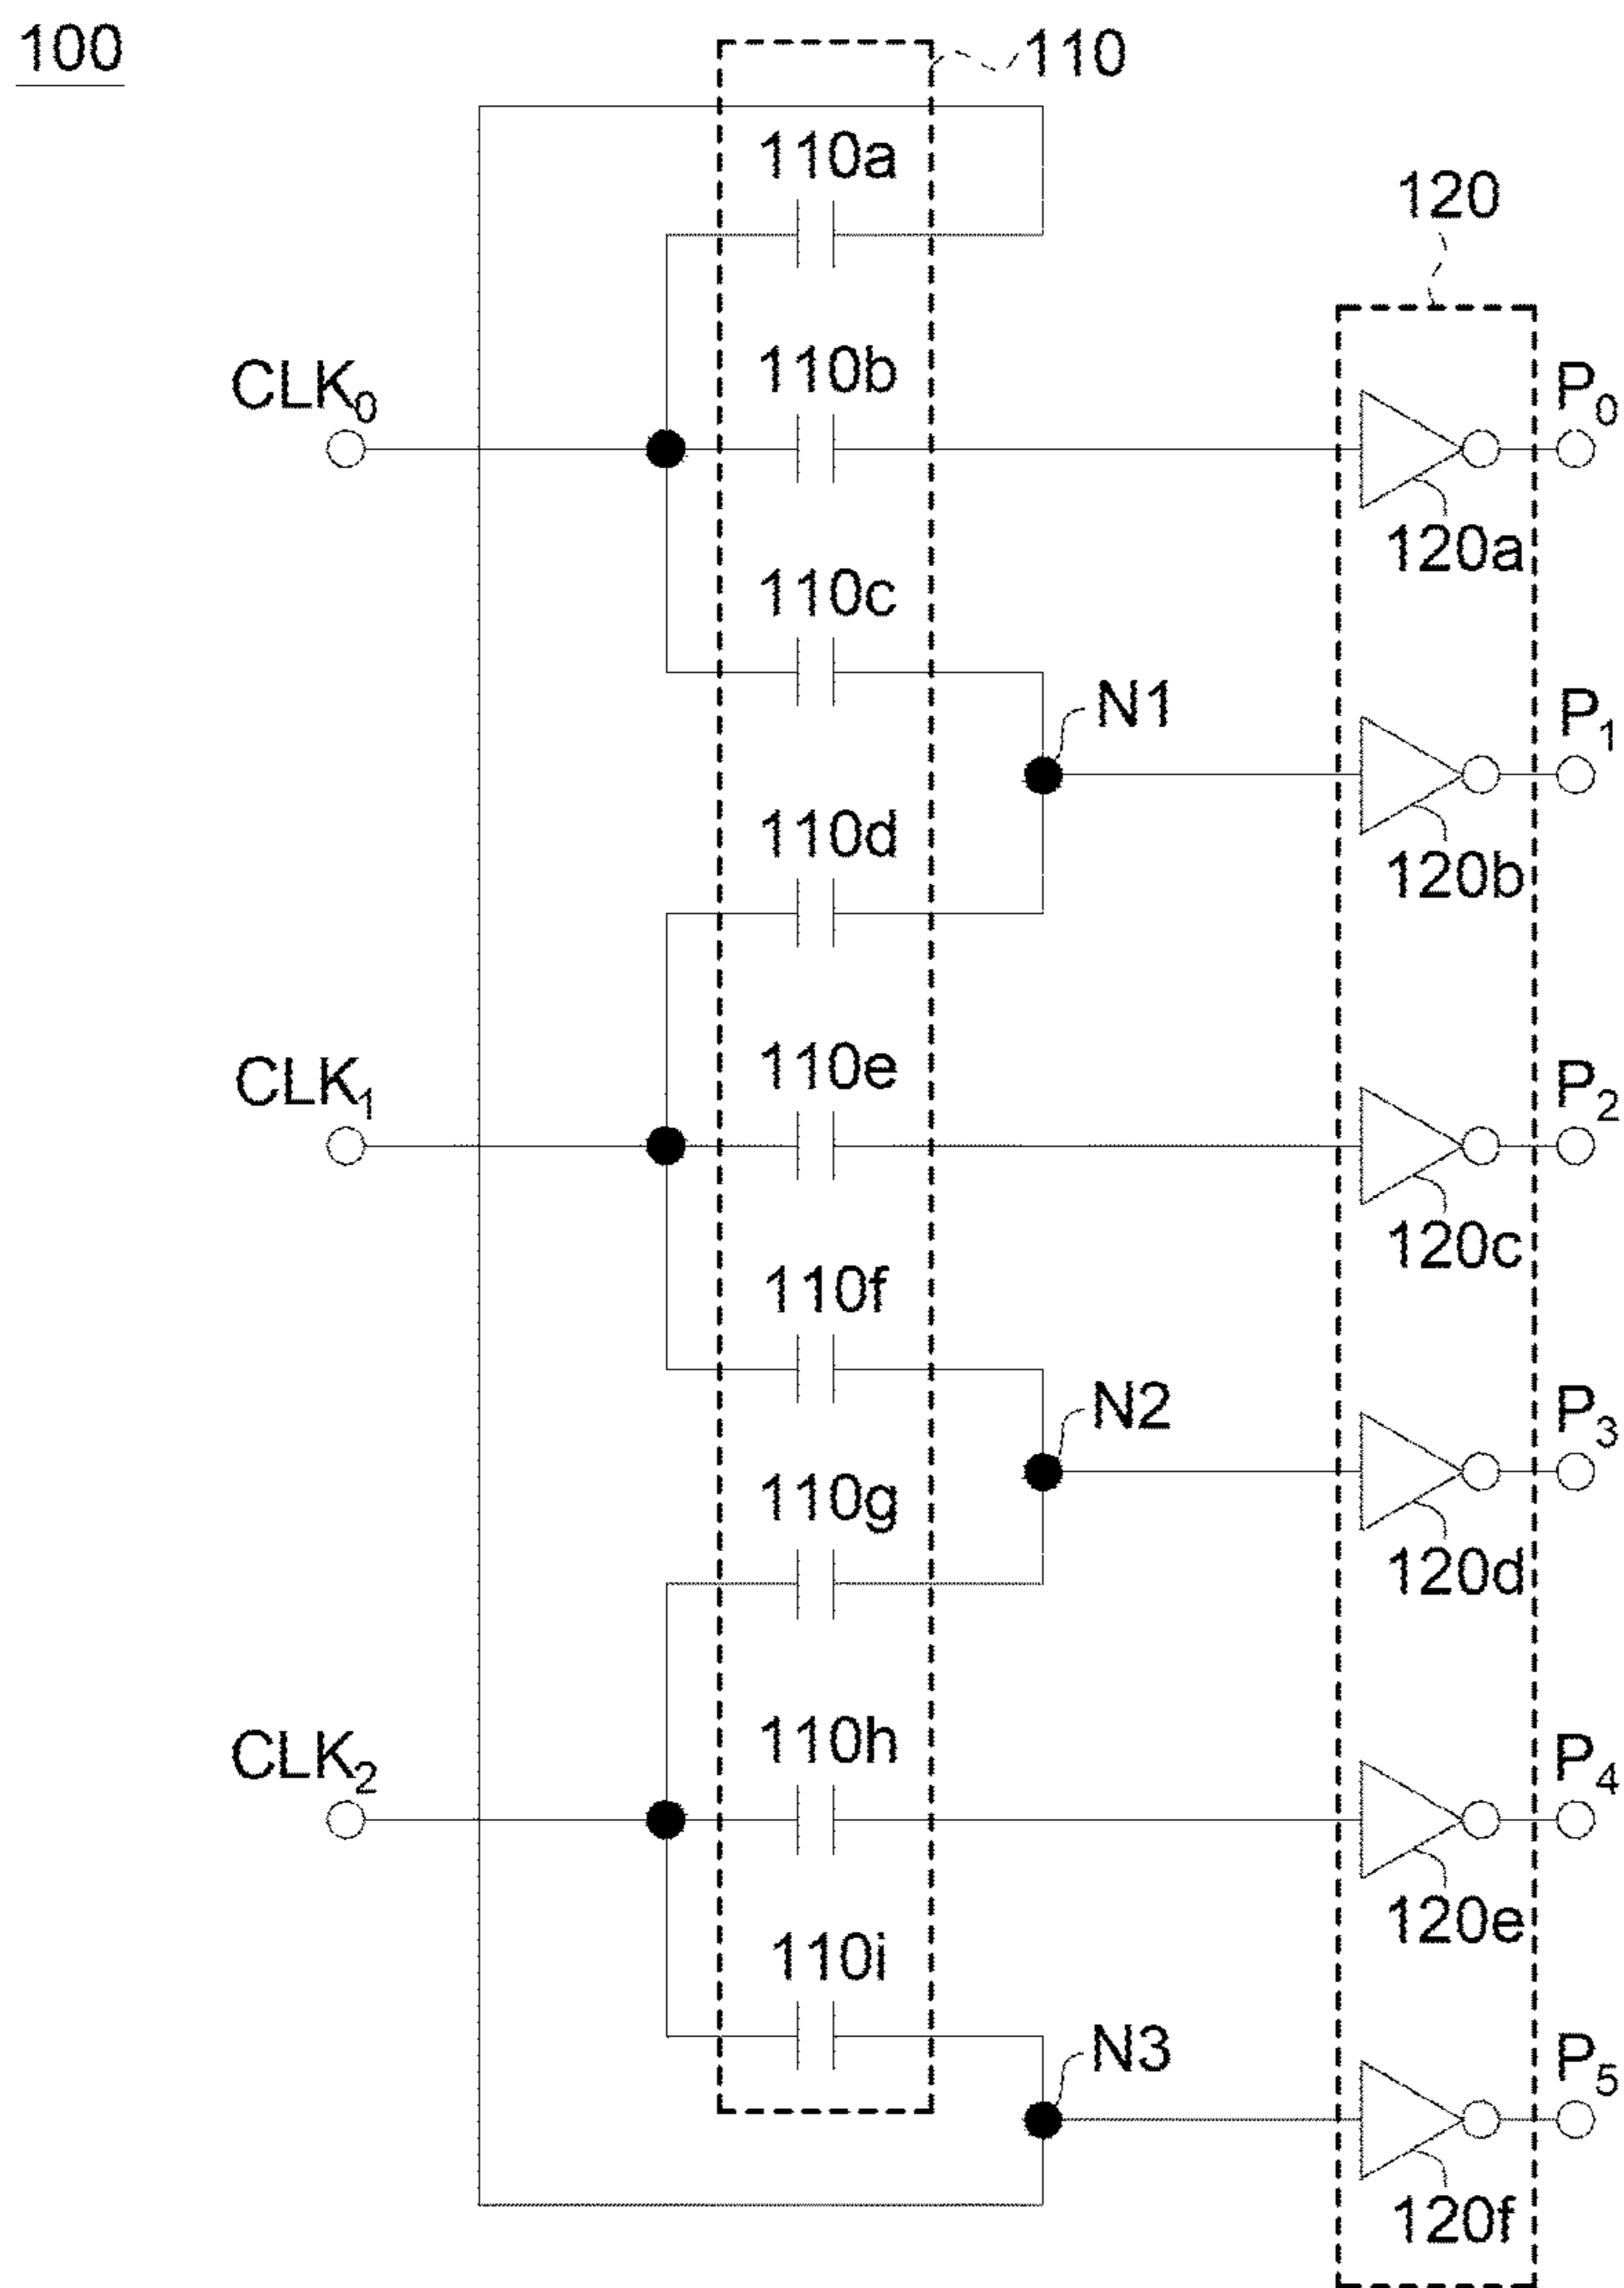 100
110
110a
120
110b
CLK₀
P₀
120a
110c
N1
P₁
110d
120b
110e
CLK₁
P₂
120c
110f
N2
P₃
110g
120d
110h
CLK₂
P₄
120e
110i
N3
P₅
120f